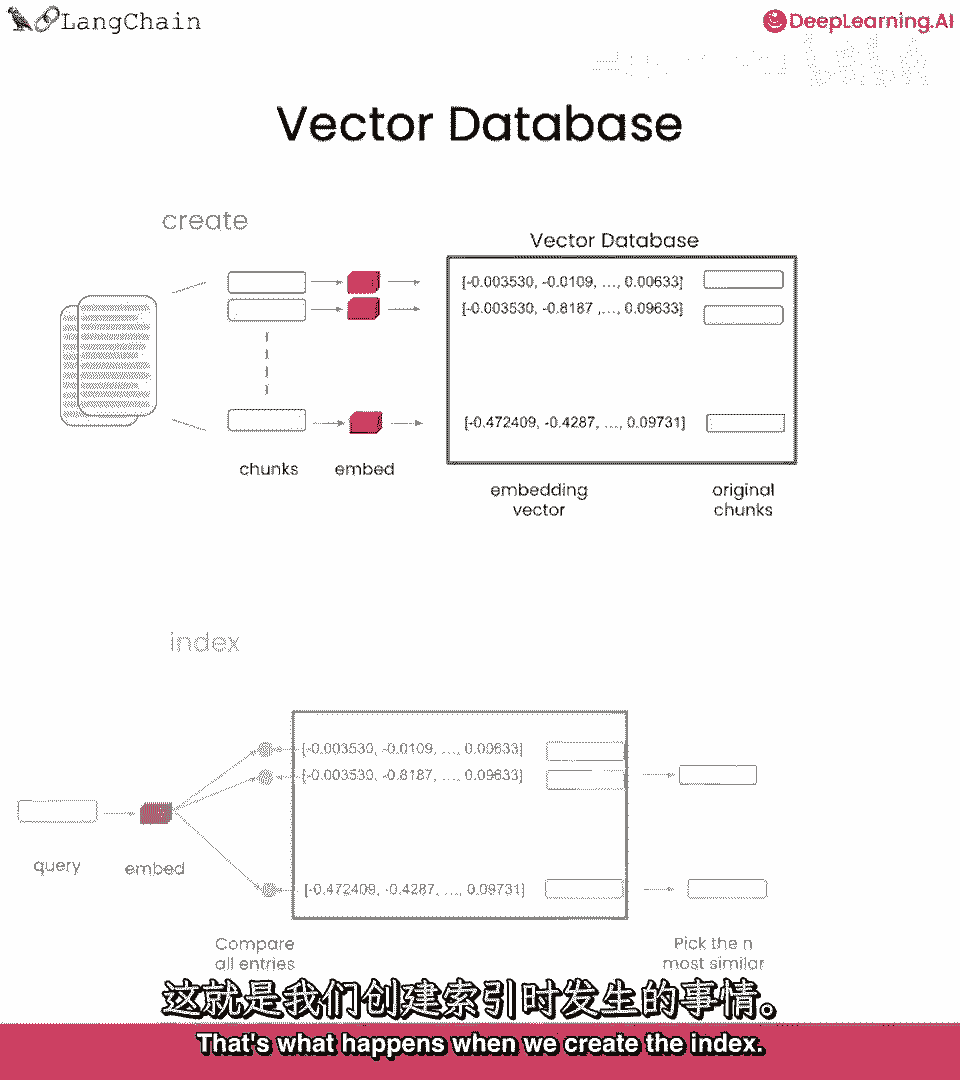 LangChain
DeepLearning.AI
Vector Database
create
Vector Database
[-0.003530, -0.0109, ..., 0.00633]
[-0.003530, -0.8187 ,..., 0.09633]
[-0.472409, -0.4287, ..., 0.09731]
chunks
embed
embedding
vector
original
chunks
index
[-0.003530, -0.0109, ..., 0.00633]
[-0.003530, -0.8187, ..., 0.09633]
[-0.472409, -0.4287, ..., 0.09731]
query
embed
Compare
all entries
Pick the n
most similar
这就是我们创建索引时发生的事情。
That's what happens when we create the index.